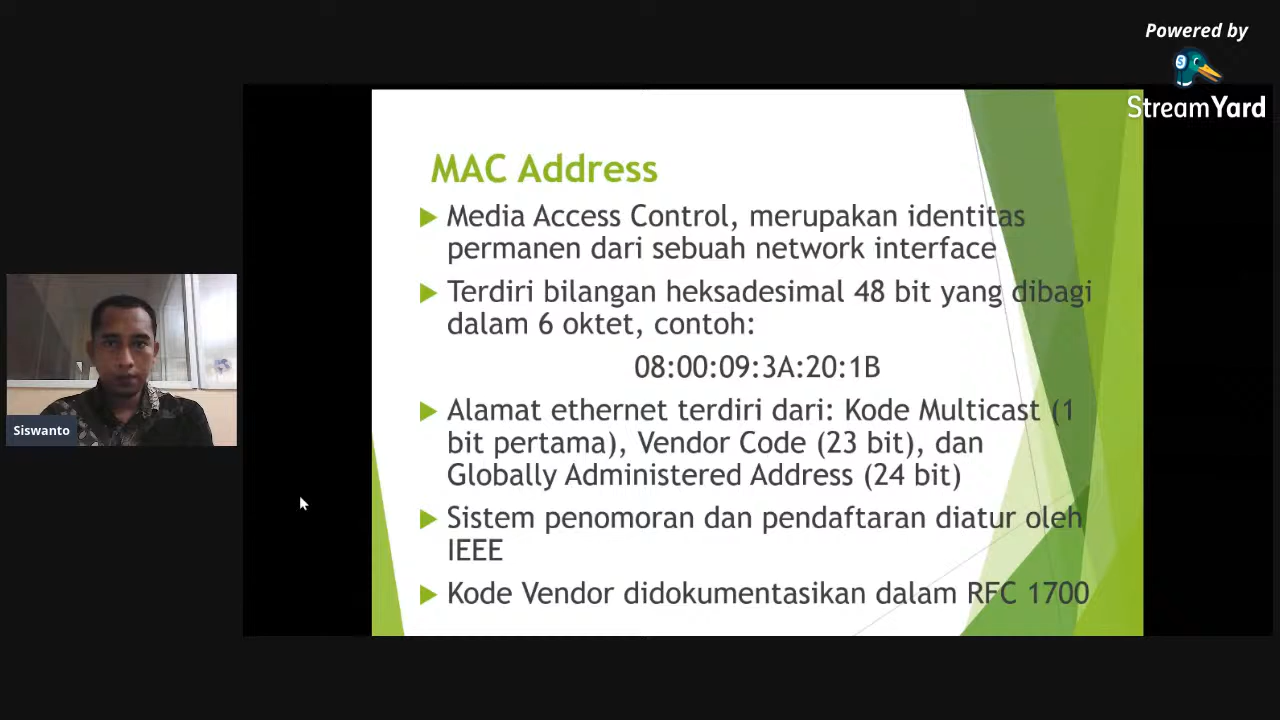 Powered by
StreamYard
MAC Address
Media Access Control, merupakan identitas
permanen dari sebuah network interface
Terdiri bilangan heksadesimal 48 bit yang dibagi
dalam 6 oktet, contoh:
08:00:09:3A:20:1B
Alamat ethernet terdiri dari: Kode Multicast (1
bit pertama), Vendor Code (23 bit), dan
Globally Administered Address (24 bit)
Sistem penomoran dan pendaftaran diatur oleh
IEEE
Kode Vendor didokumentasikan dalam RFC 1700
Siswanto